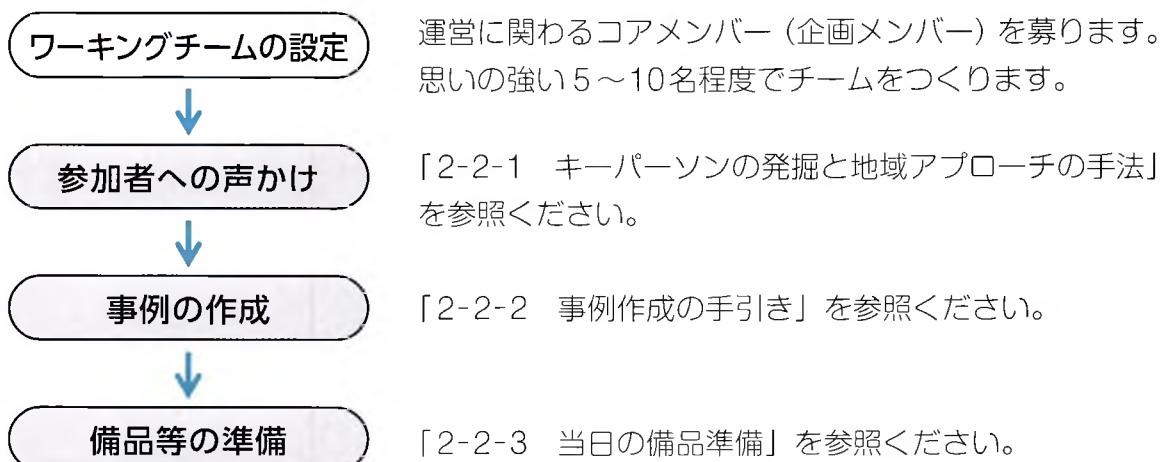 ワーキングチームの設定
運営に関わるコアメンバー（企画メンバー）を募ります。
思いの強い5～10名程度でチームをつくります。
参加者への声かけ
「2-2-1　キーパーソンの発掘と地域アプローチの手法」
を参照ください。
事例の作成
「2-2-2　事例作成の手引き」を参照ください。
備品等の準備
「2-2-3　当日の備品準備」を参照ください。